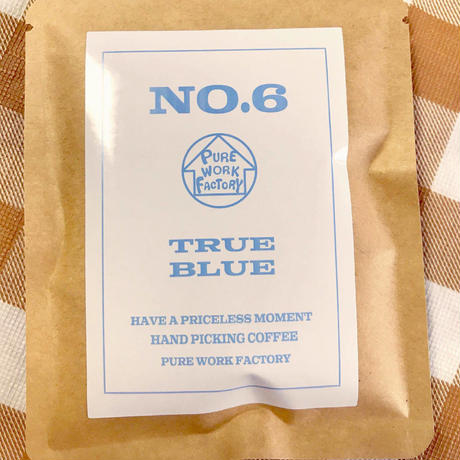 NO.6
PURE
WORK
FACTORY
TRUE
BLUE
HAVE A PRICELESS MOMENT
HAND PICKING COFFEE
PURE WORK FACTORY